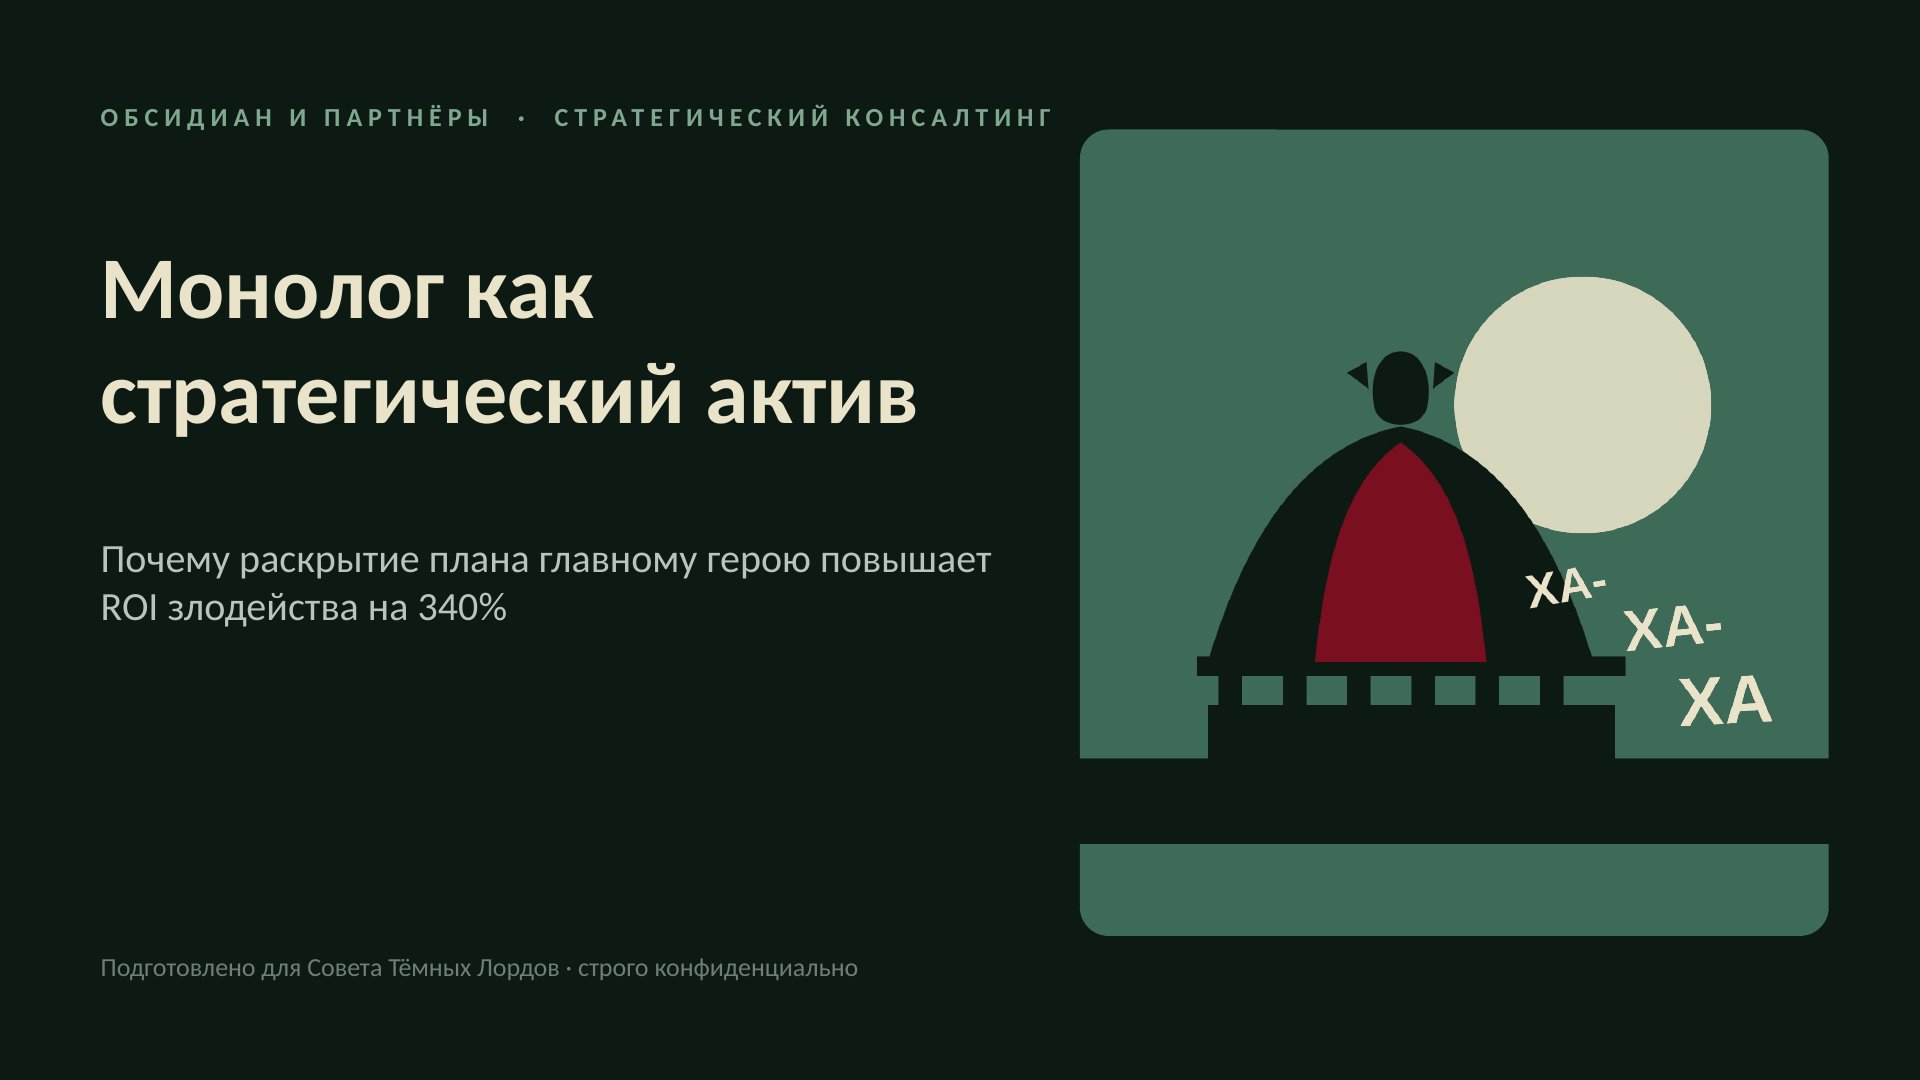 ОБСИДИАН И ПАРТНЁРЫ · СТРАТЕГИЧЕСКИЙ КОНСАЛТИНГ
Монолог как
стратегический актив
Почему раскрытие плана главному герою повышает
ROI злодейства на 340%
ХА-
ХА-
ХА
Подготовлено для Совета Тёмных Лордов · строго конфиденциально